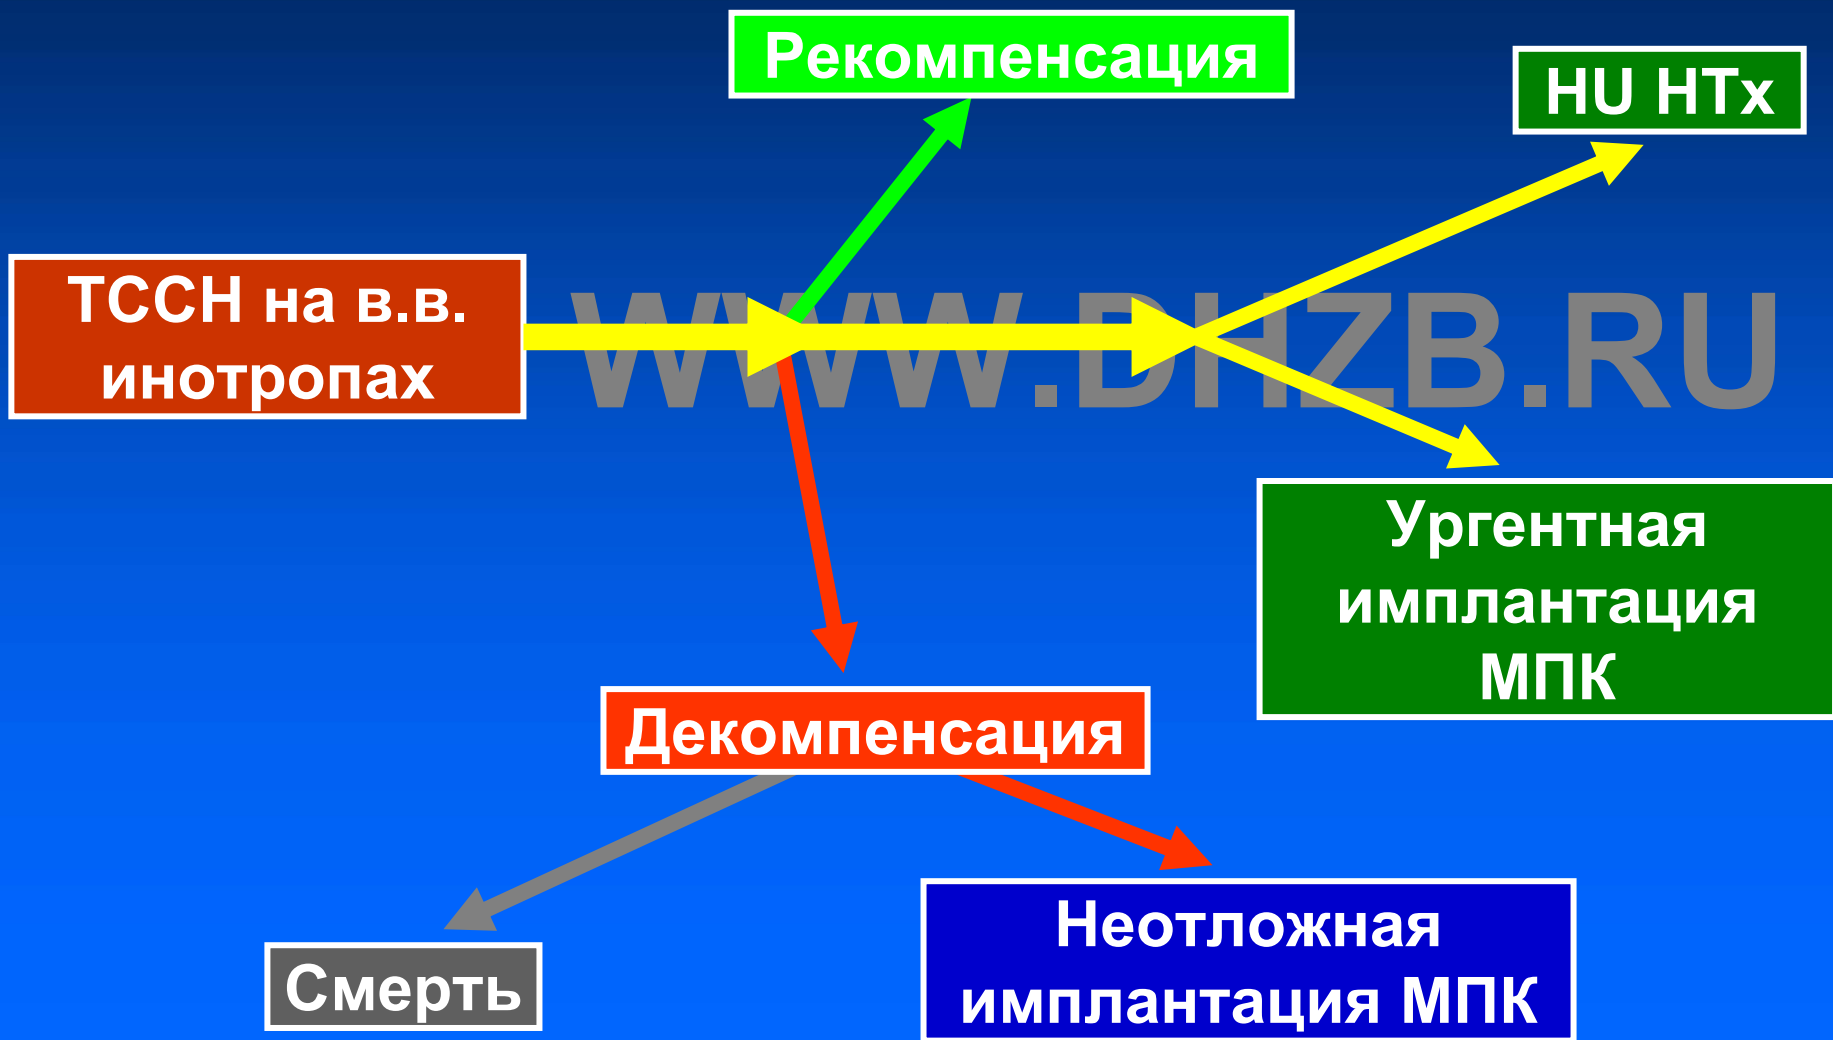 Рекомпенсация
HU HTx
ТССН на в.в.
инотропах
WWW.DHZB.RU
Ургентная
имплантация
МПК
Декомпенсация
Неотложная
имплантация МПК
Смерть